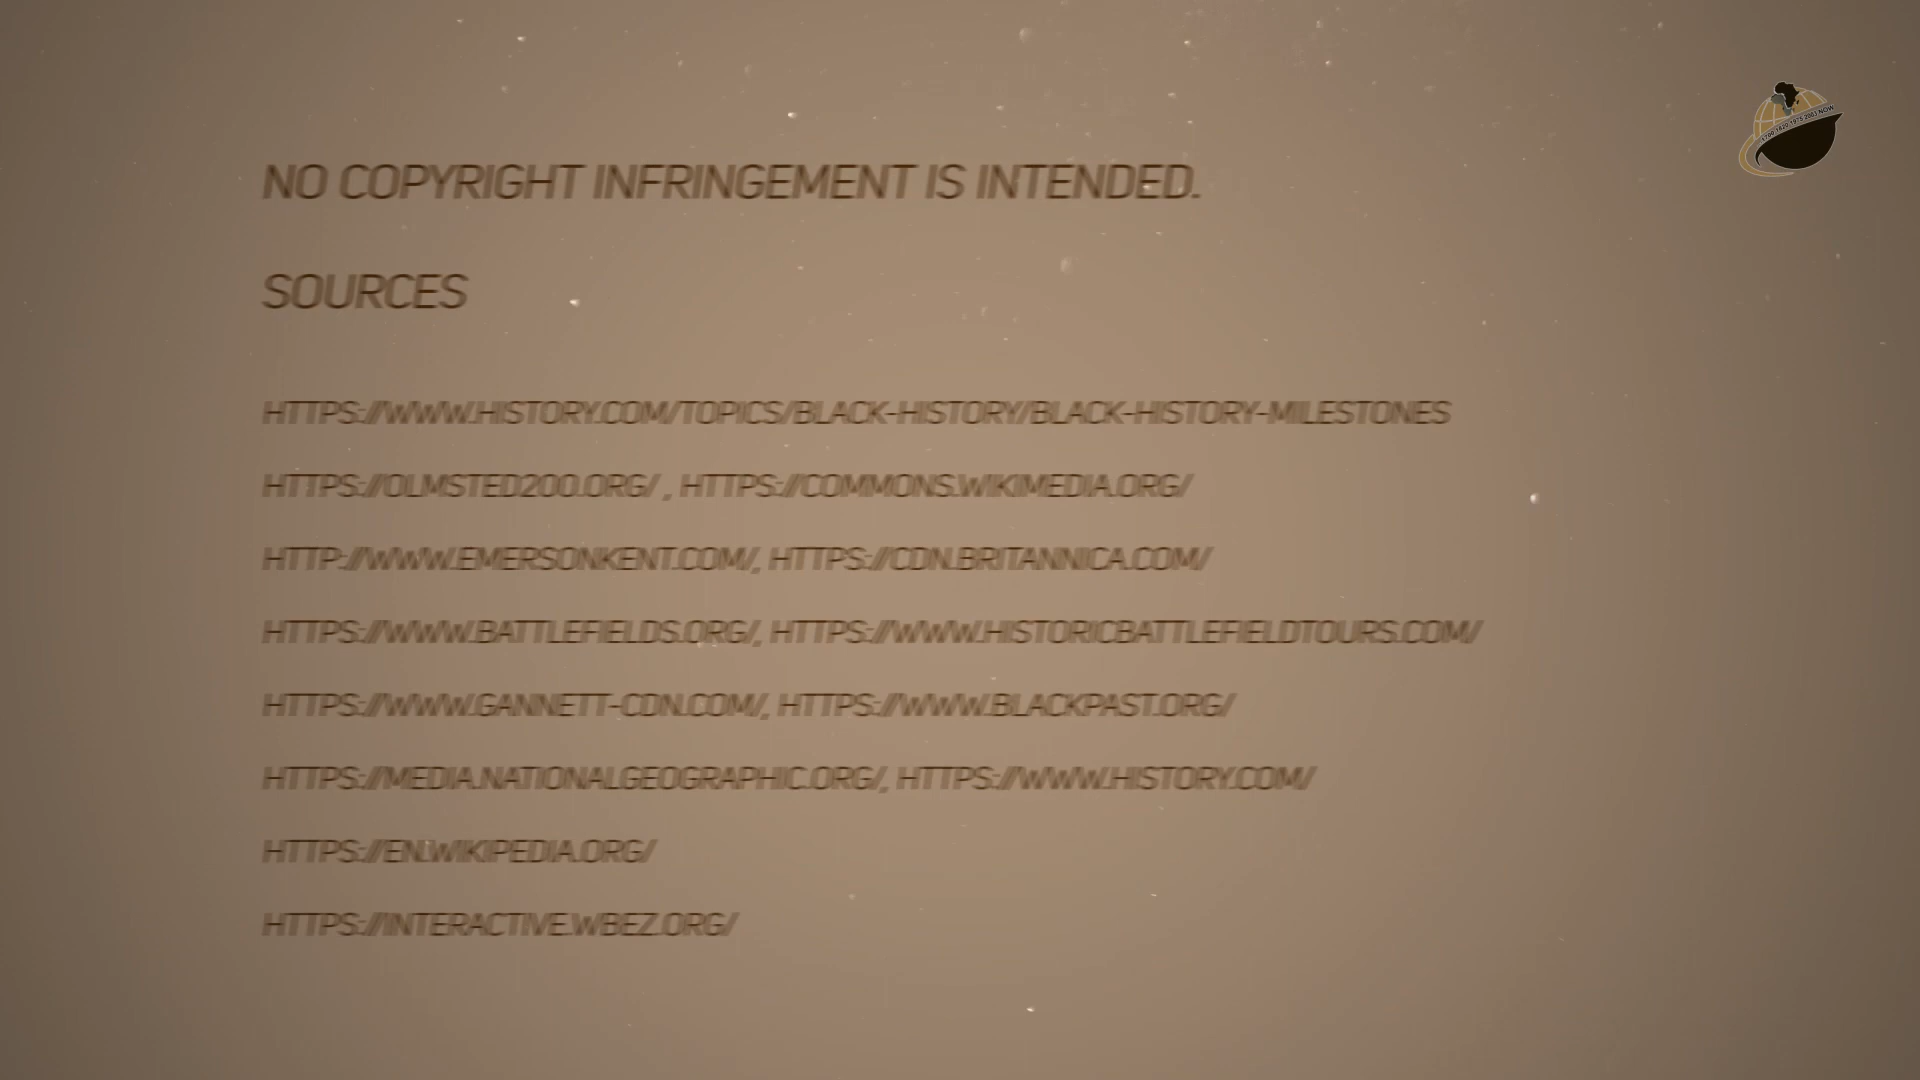 NO COPYRIGHT INFRINGEMENT IS INTENDED.
SOURCES
HTTPS://WWW.HISTORY.COM/TOPICS/BLACK-HISTORY/BLACK-HISTORY-MILESTONES
HTTPS://OLMSTED200.ORG/ , HTTPS://COMMONS.WIKIMEDIA.ORG/
HTTP://WWW.EMERSONKENT.COM/, HTTPS://CDN.BRITANNICA.COM/
HTTPS://WWW.BATTLEFIELDS.ORG/, HTTPS://WWW.HISTORICBATTLEFIELDTOURS.COM/
HTTPS://WWW.GANNETT-CDN.COM/, HTTPS://WWW.BLACKPAST.ORG/
HTTPS://MEDIA.NATIONALGEOGRAPHIC.ORG/, HTTPS://WWW.HISTORY.COM/
HTTPS://EN.WIKIPEDIA.ORG/
HTTPS://INTERACTIVE.WBEZ.ORG/
1975 2003 NOW